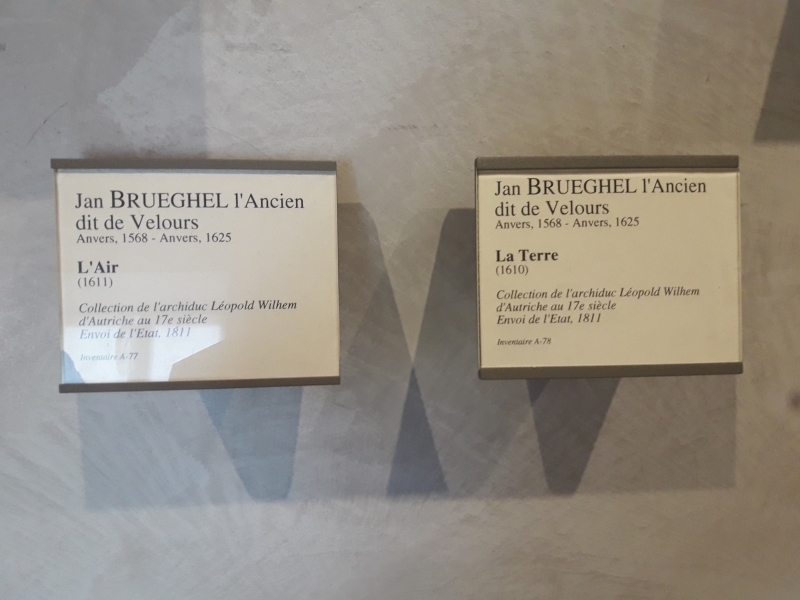 Jan BRUEGHEL l'Ancien
dit de Velours
Anvers, 1568 - Anvers, 1625
L'Air
(1611)
Collection de l'archiduc Léopold Wilhem
d'Autriche au 17e siècle
Envoi de l'Etat, 1811
Inventaire A-77
Jan BRUEGHEL l'Ancien
dit de Velours
Anvers, 1568 - Anvers, 1625
La Terre
(1610)
Collection de l'archiduc Léopold Wilhem
d'Autriche au 17e siècle
Envoi de l'Etat, 1811
Inventaire A-78